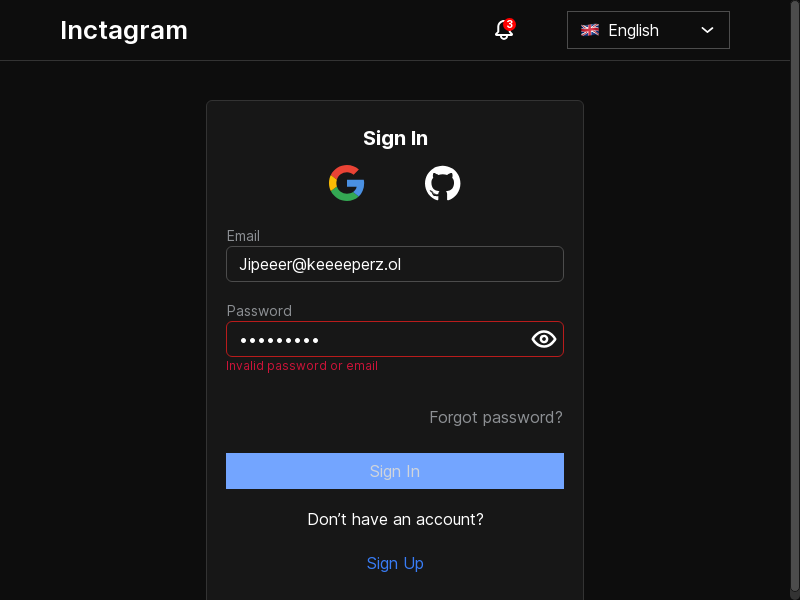 Inctagram
3
English
Sign In
Email
Jipeeer@keeeeperz.ol
Password
•••••••••
Invalid password or email
Forgot password?
Sign In
Don’t have an account?
Sign Up